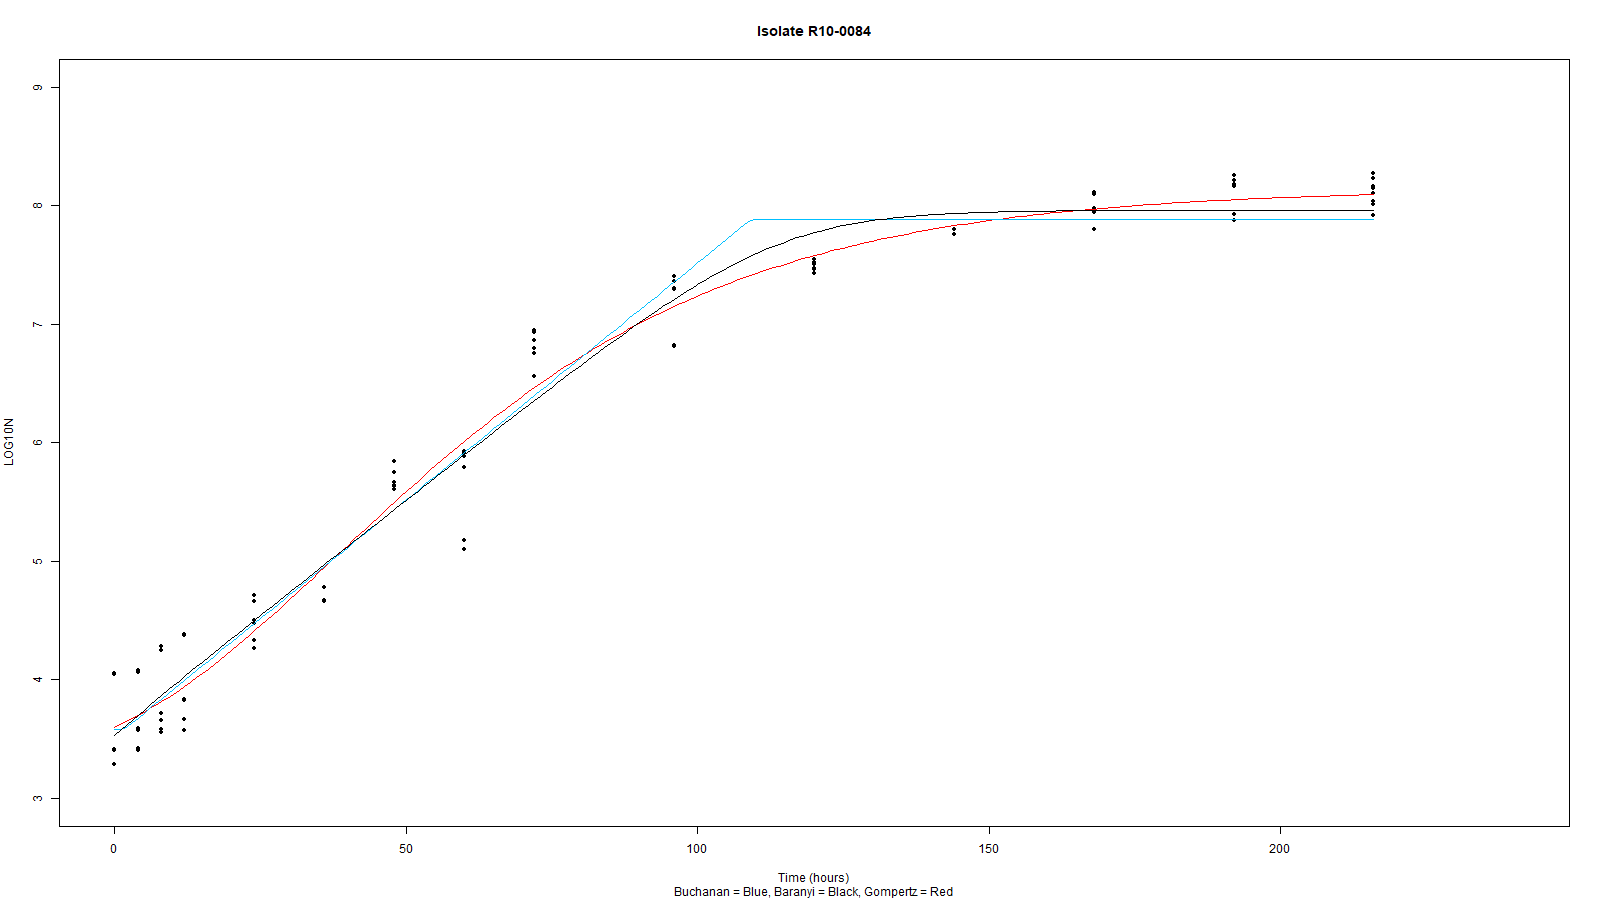 Isolate R10-0084
9
8
7
6
5
4
3
LOG10N
0 50 100 150 200
Time (hours)
Buchanan = Blue, Baranyi = Black, Gompertz = Red